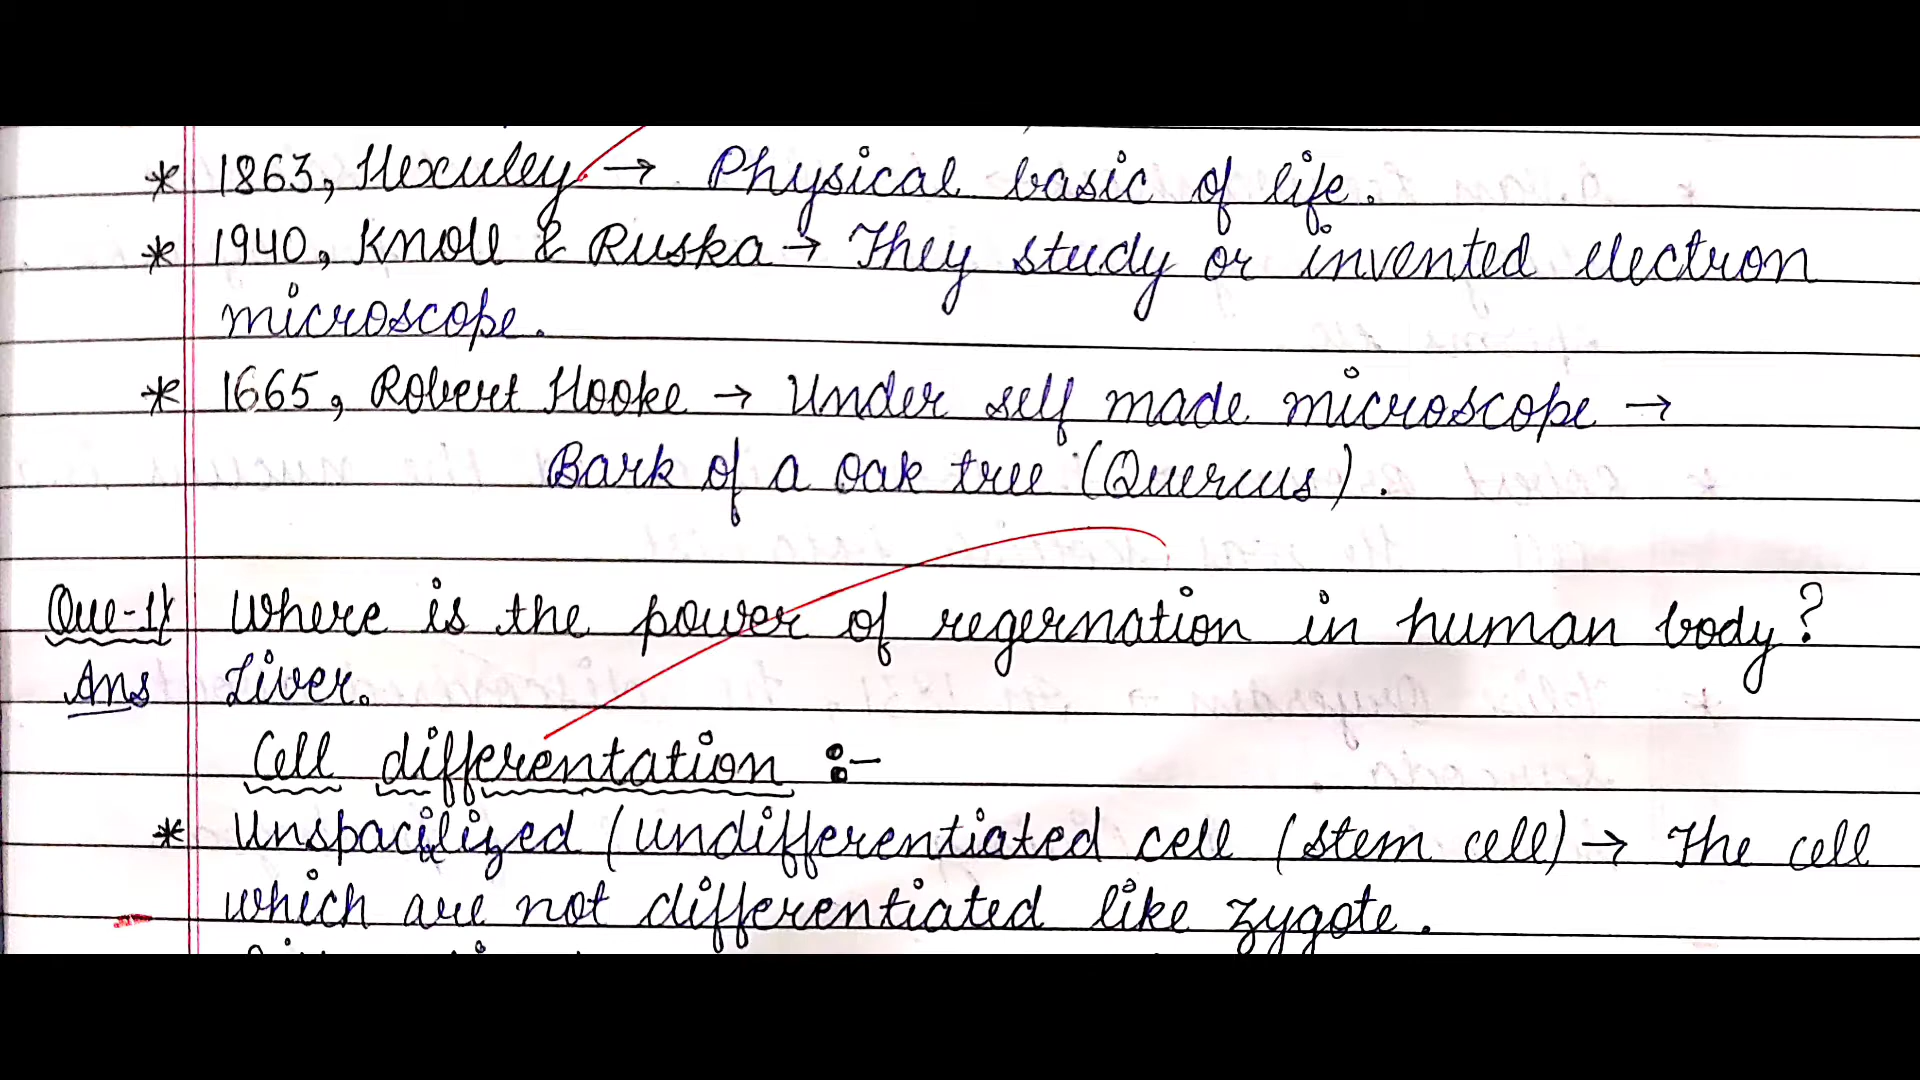 * 1863, Hexculey → Physical basic of life.
* 1940, Knoll & Ruska → They study or invented electron
microscope.
* 1665, Robert Hooke → Under self made microscope →
Bark of a oak tree (Quercus).
Que-1) Where is the power of regernation in human body?
Ans Liver.
Cell differentation :-
* Unspacilized (undifferentiated cell (stem cell) → The cell
which are not differentiated like zygote.